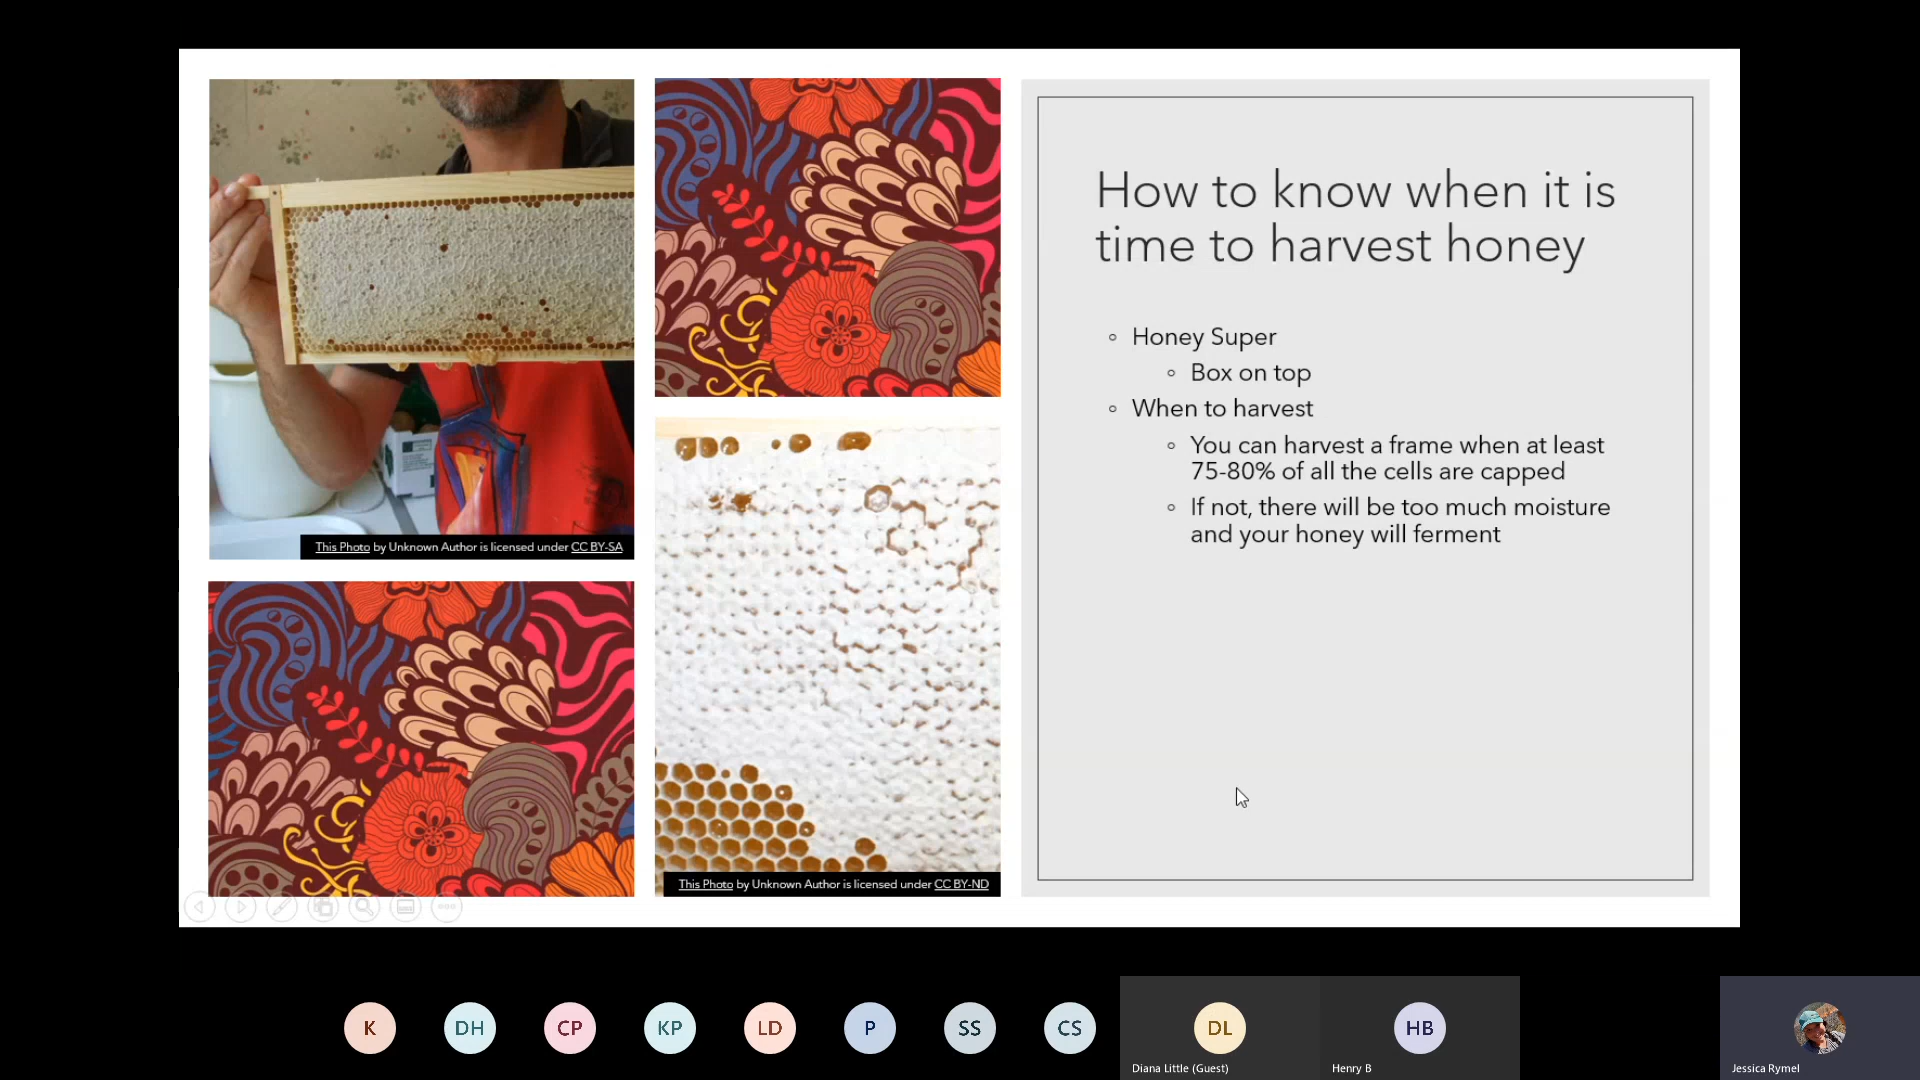 How to know when it is
time to harvest honey
Honey Super
Box on top
When to harvest
You can harvest a frame when at least
75-80% of all the cells are capped
If not, there will be too much moisture
and your honey will ferment
This Photo by Unknown Author is licensed under CC BY-SA
This Photo by Unknown Author is licensed under CC BY-ND
K
DH
CP
KP
LD
P
SS
CS
DL
HB
Diana Little (Guest)
Henry B
Jessica Rymel